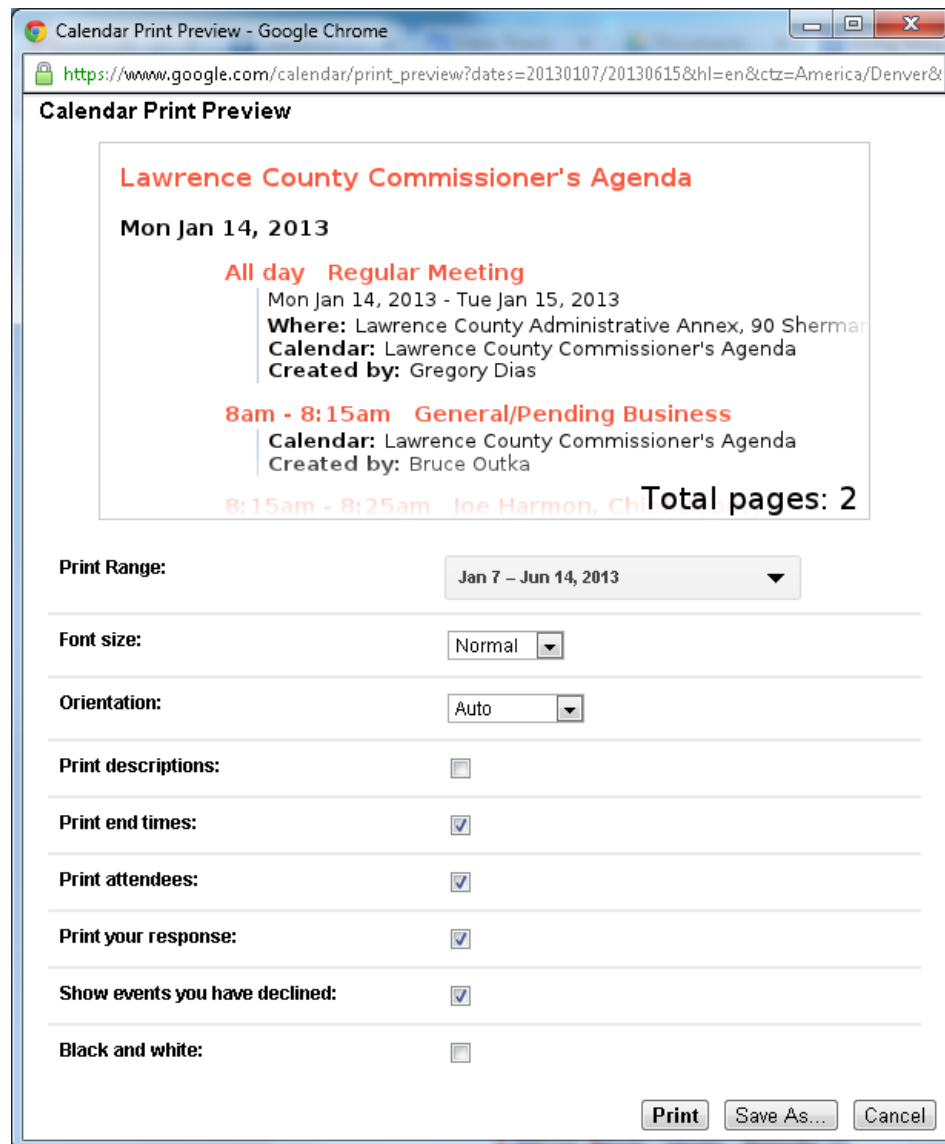 Calendar Print Preview - Google Chrome
https://www.google.com/calendar/print_preview?dates=20130107/20130615&hl=en&ctz=America/Denver&
Calendar Print Preview
Lawrence County Commissioner's Agenda
Mon Jan 14, 2013
All day Regular Meeting
Mon Jan 14, 2013 - Tue Jan 15, 2013
Where: Lawrence County Administrative Annex, 90 Sherman
Calendar: Lawrence County Commissioner's Agenda
Created by: Gregory Dias
8am - 8:15am General/Pending Business
Calendar: Lawrence County Commissioner's Agenda
Created by: Bruce Outka
8:15am - 8:25am Joe Harmon,
Total pages: 2
Print Range: Jan 7 – Jun 14, 2013
Font size: Normal
Orientation: Auto
Print descriptions:
Print end times:
Print attendees:
Print your response:
Show events you have declined:
Black and white:
Print Save As... Cancel